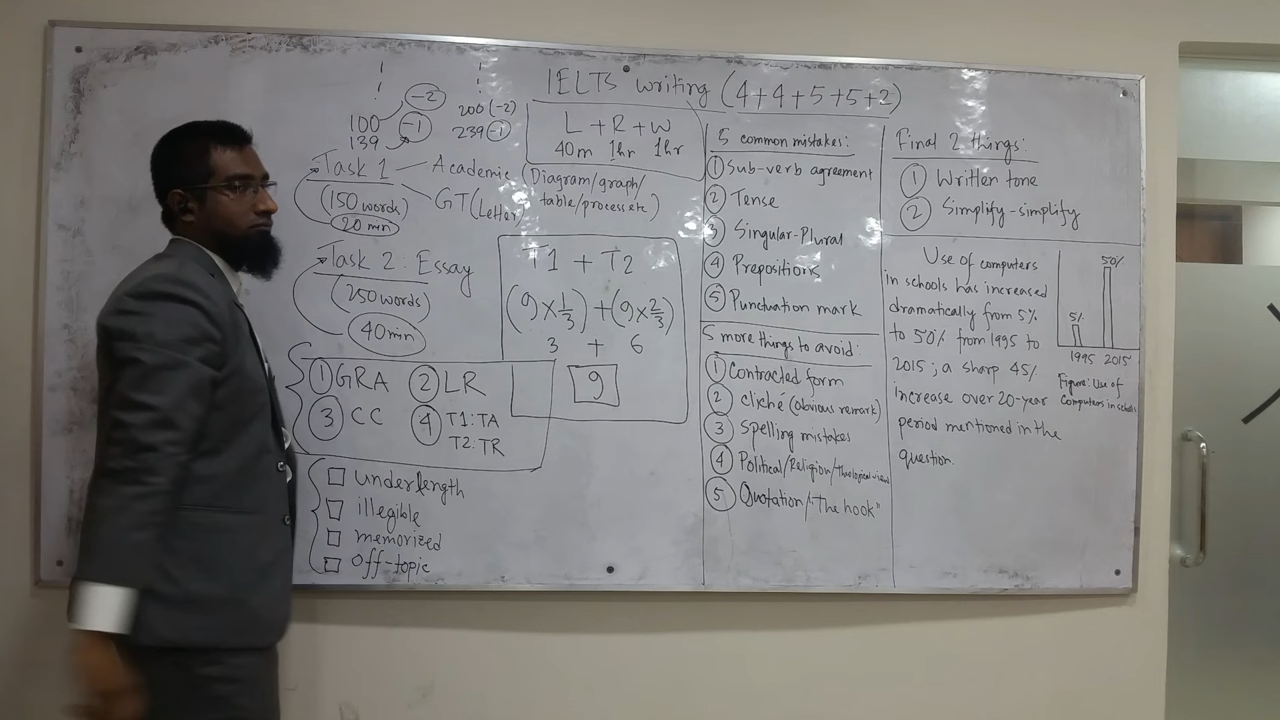 IELTS writing (4+4+5+5+2)
-2
100
-1
139
200 (-2)
239 -1
L + R + W
40m 1hr 1hr
Task 1
Academic (Diagram/graph/
table/process etc)
GT (Letter)
(150 words)
20 min
Task 2: Essay
(250 words)
40 min
T1 + T2
(9 × 1/3) + (9 × 2/3)
3 + 6
9
1 GRA 2 LR
3 CC 4 T1: TA
T2: TR
underlength
illegible
memorized
off-topic
5 common mistakes:
1 Sub-verb agreement
2 Tense
3 Singular-Plural
4 Prepositions
5 Punctuation mark
5 more things to avoid:
1 Contracted form
2 cliché (obvious remark)
3 Spelling mistakes
4 Political/Religion/Theological view
5 Quotation/"The hook"
Final 2 things:
1 Written tone
2 Simplify-simplify
Use of computers
in schools has increased
dramatically from 5%
to 50% from 1995 to
2015; a sharp 45%
increase over 20-year
period mentioned in the
question.
50%
5%
1995 2015
Figure: Use of
Computers in schools